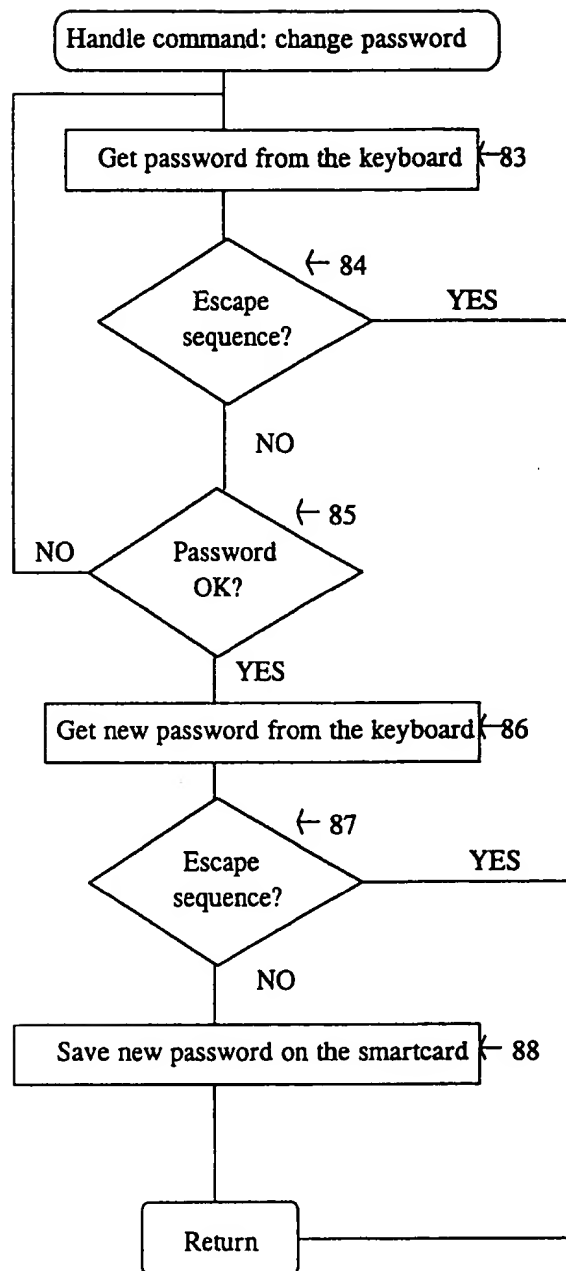 Handle command: change password
Get password from the keyboard
83
84
Escape
sequence?
YES
NO
85
NO
Password
OK?
YES
Get new password from the keyboard
86
87
Escape
sequence?
YES
NO
Save new password on the smartcard
88
Return